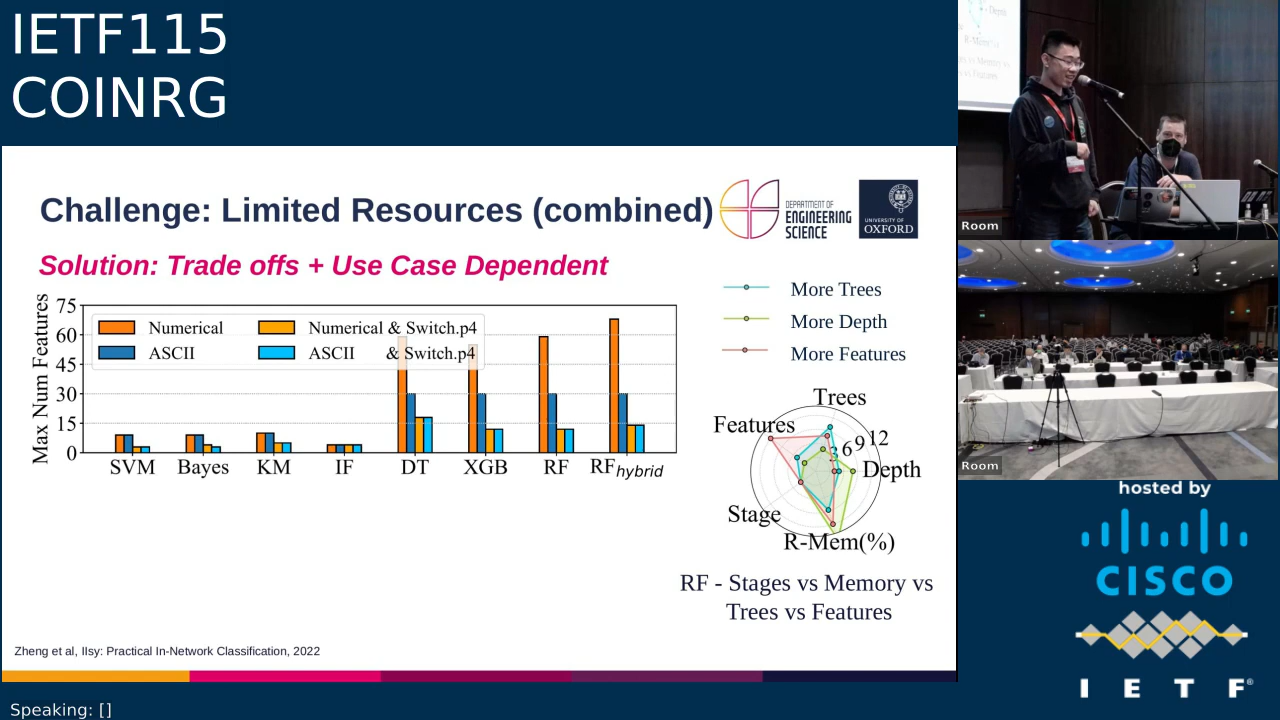 IETF115
COINRG
Challenge: Limited Resources (combined)
DEPARTMENT OF
ENGINEERING
SCIENCE
UNIVERSITY OF
OXFORD
Solution: Trade offs + Use Case Dependent
Max Num Features
75
60
45
30
15
0
Numerical
Numerical & Switch.p4
ASCII
ASCII & Switch.p4
SVM
Bayes
KM
IF
DT
XGB
RF
RFhybrid
More Trees
More Depth
More Features
Trees
Features
3 6 9 12
Depth
Stage
R-Mem(%)
RF - Stages vs Memory vs
Trees vs Features
Zheng et al, IIsy: Practical In-Network Classification, 2022
Room
Room
hosted by
CISCO
I E T F®
Speaking: []